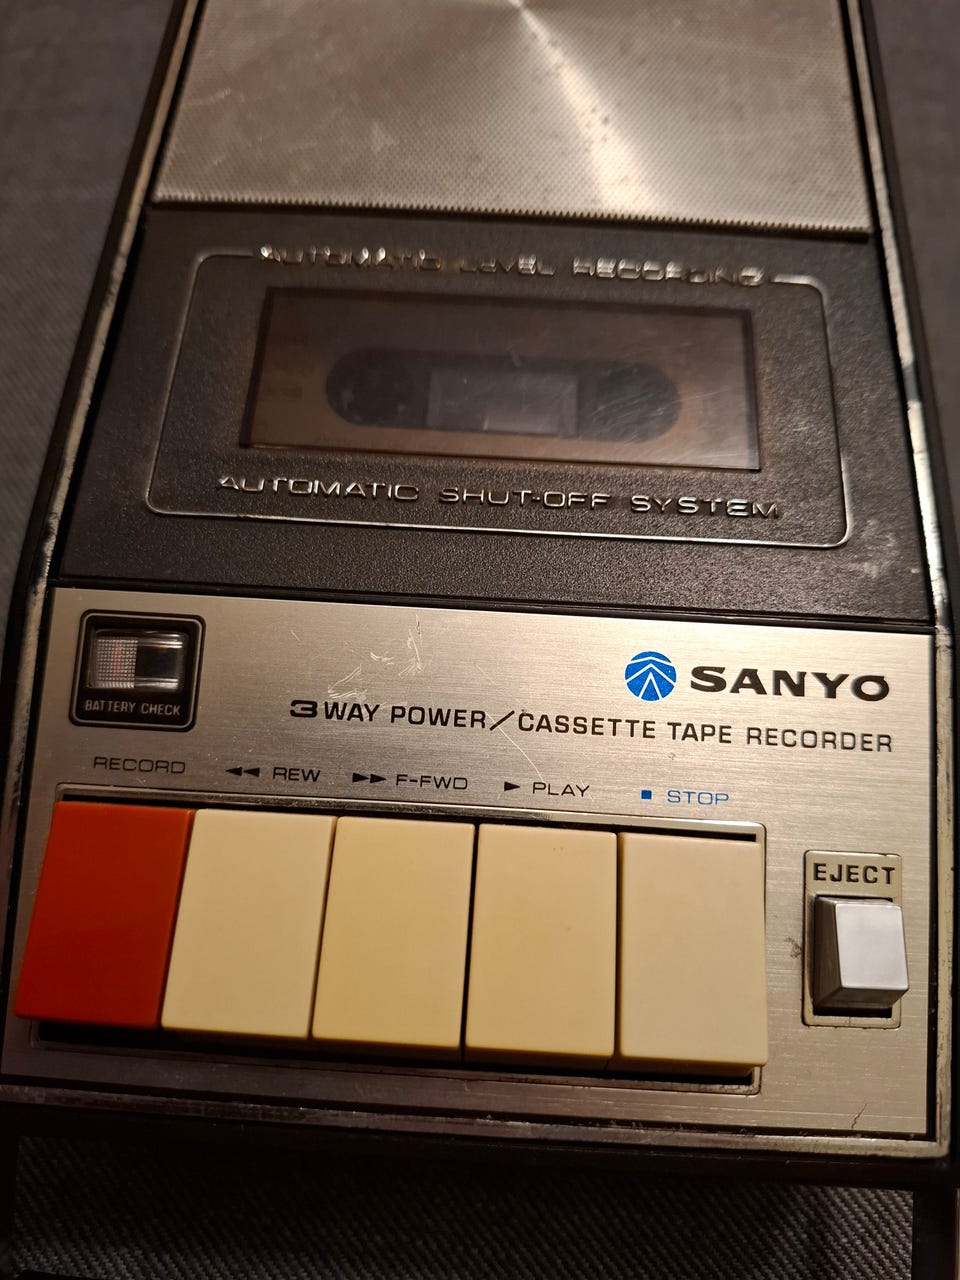 AUTOMATIC LEVEL RECORDING
AUTOMATIC SHUT-OFF SYSTEM
BATTERY CHECK
SANYO
3 WAY POWER/CASSETTE TAPE RECORDER
RECORD ◄◄ REW ►► F-FWD ► PLAY ■ STOP
EJECT